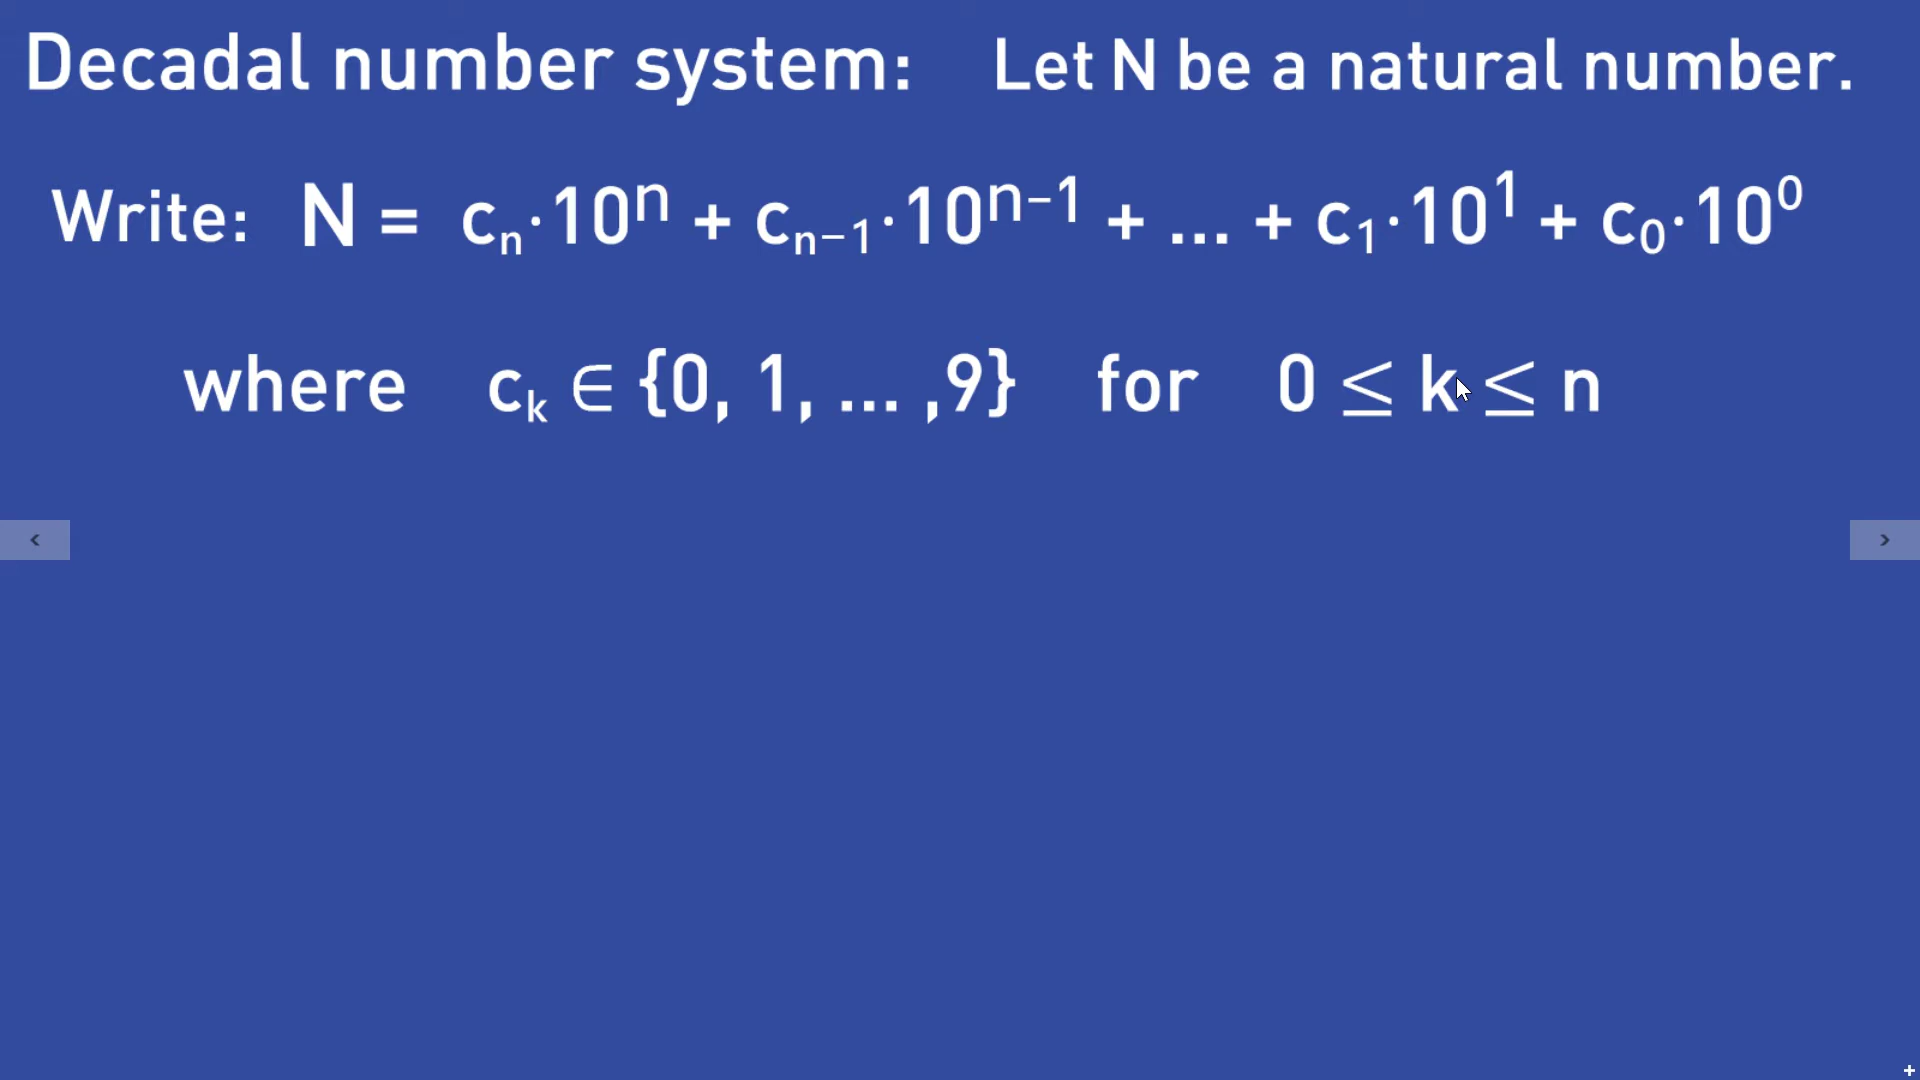 Decadal number system: Let N be a natural number.
Write: N = cₙ·10ⁿ + cₙ₋₁·10ⁿ⁻¹ + ... + c₁·10¹ + c₀·10⁰
where cₖ ∈ {0, 1, ... ,9} for 0 ≤ k ≤ n